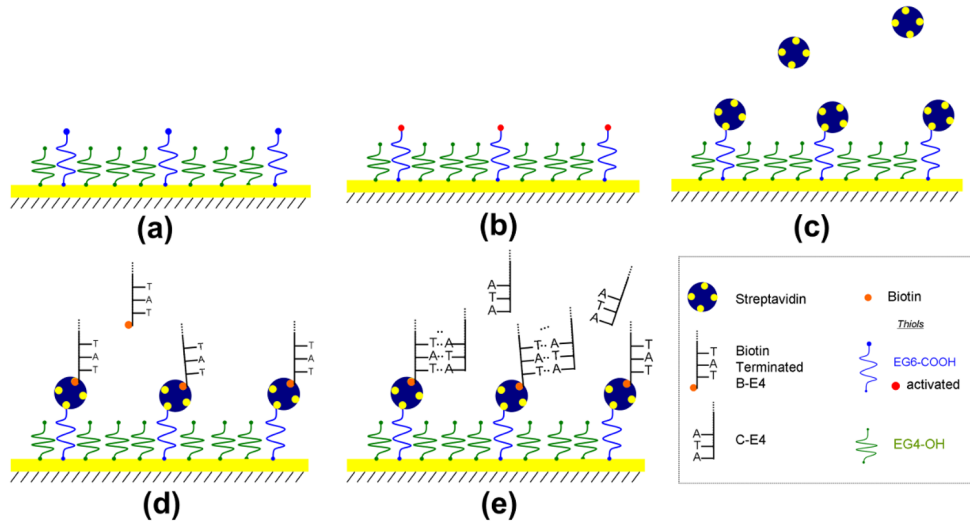 (a)
(b)
(c)
T
A
T
T
A
T
T
A
T
T
A
T
(d)
A
T
A
A
T
A
T··A
A··T
T··A
...
T··A
A··T
T··A
T
A
T
(e)
Streptavidin
Biotin
Thiols
T
A
T
Biotin
Terminated
B-E4
EG6-COOH
activated
A
T
A
C-E4
EG4-OH